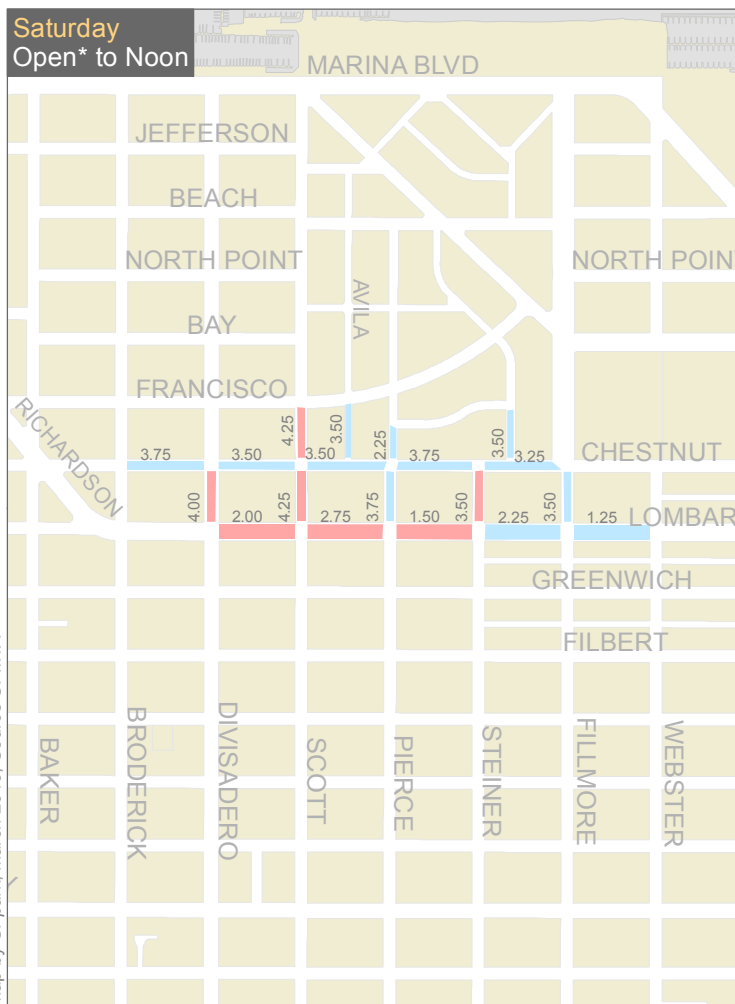 Saturday
Open* to Noon
MARINA BLVD
JEFFERSON
BEACH
NORTH POINT
NORTH POIN
AVILA
BAY
FRANCISCO
RICHARDSON
4.25
3.50
2.25
3.50
3.75
3.50
3.50
3.75
3.25
CHESTNUT
4.00
4.25
3.75
3.50
3.50
2.00
2.75
1.50
2.25
1.25
LOMBAR
GREENWICH
FILBERT
BAKER
BRODERICK
DIVISADERO
SCOTT
PIERCE
STEINER
FILLMORE
WEBSTER